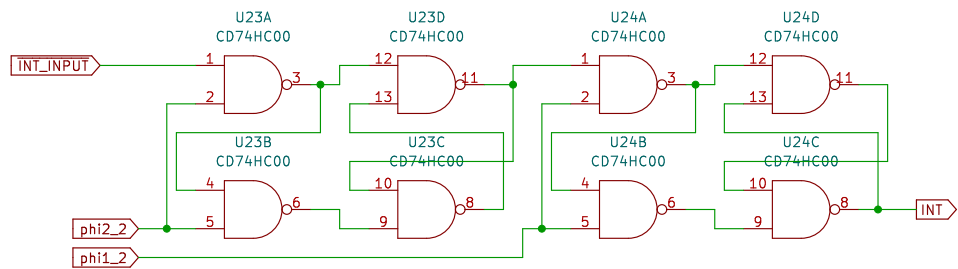 U23A
CD74HC00
U23D
CD74HC00
U24A
CD74HC00
U24D
CD74HC00
INT_INPUT
1
2
3
12
13
11
1
2
3
12
13
11
U23B
CD74HC00
U23C
CD74HC00
U24B
CD74HC00
U24C
CD74HC00
4
5
6
10
9
8
4
5
6
10
9
8
INT
phi2_2
phi1_2